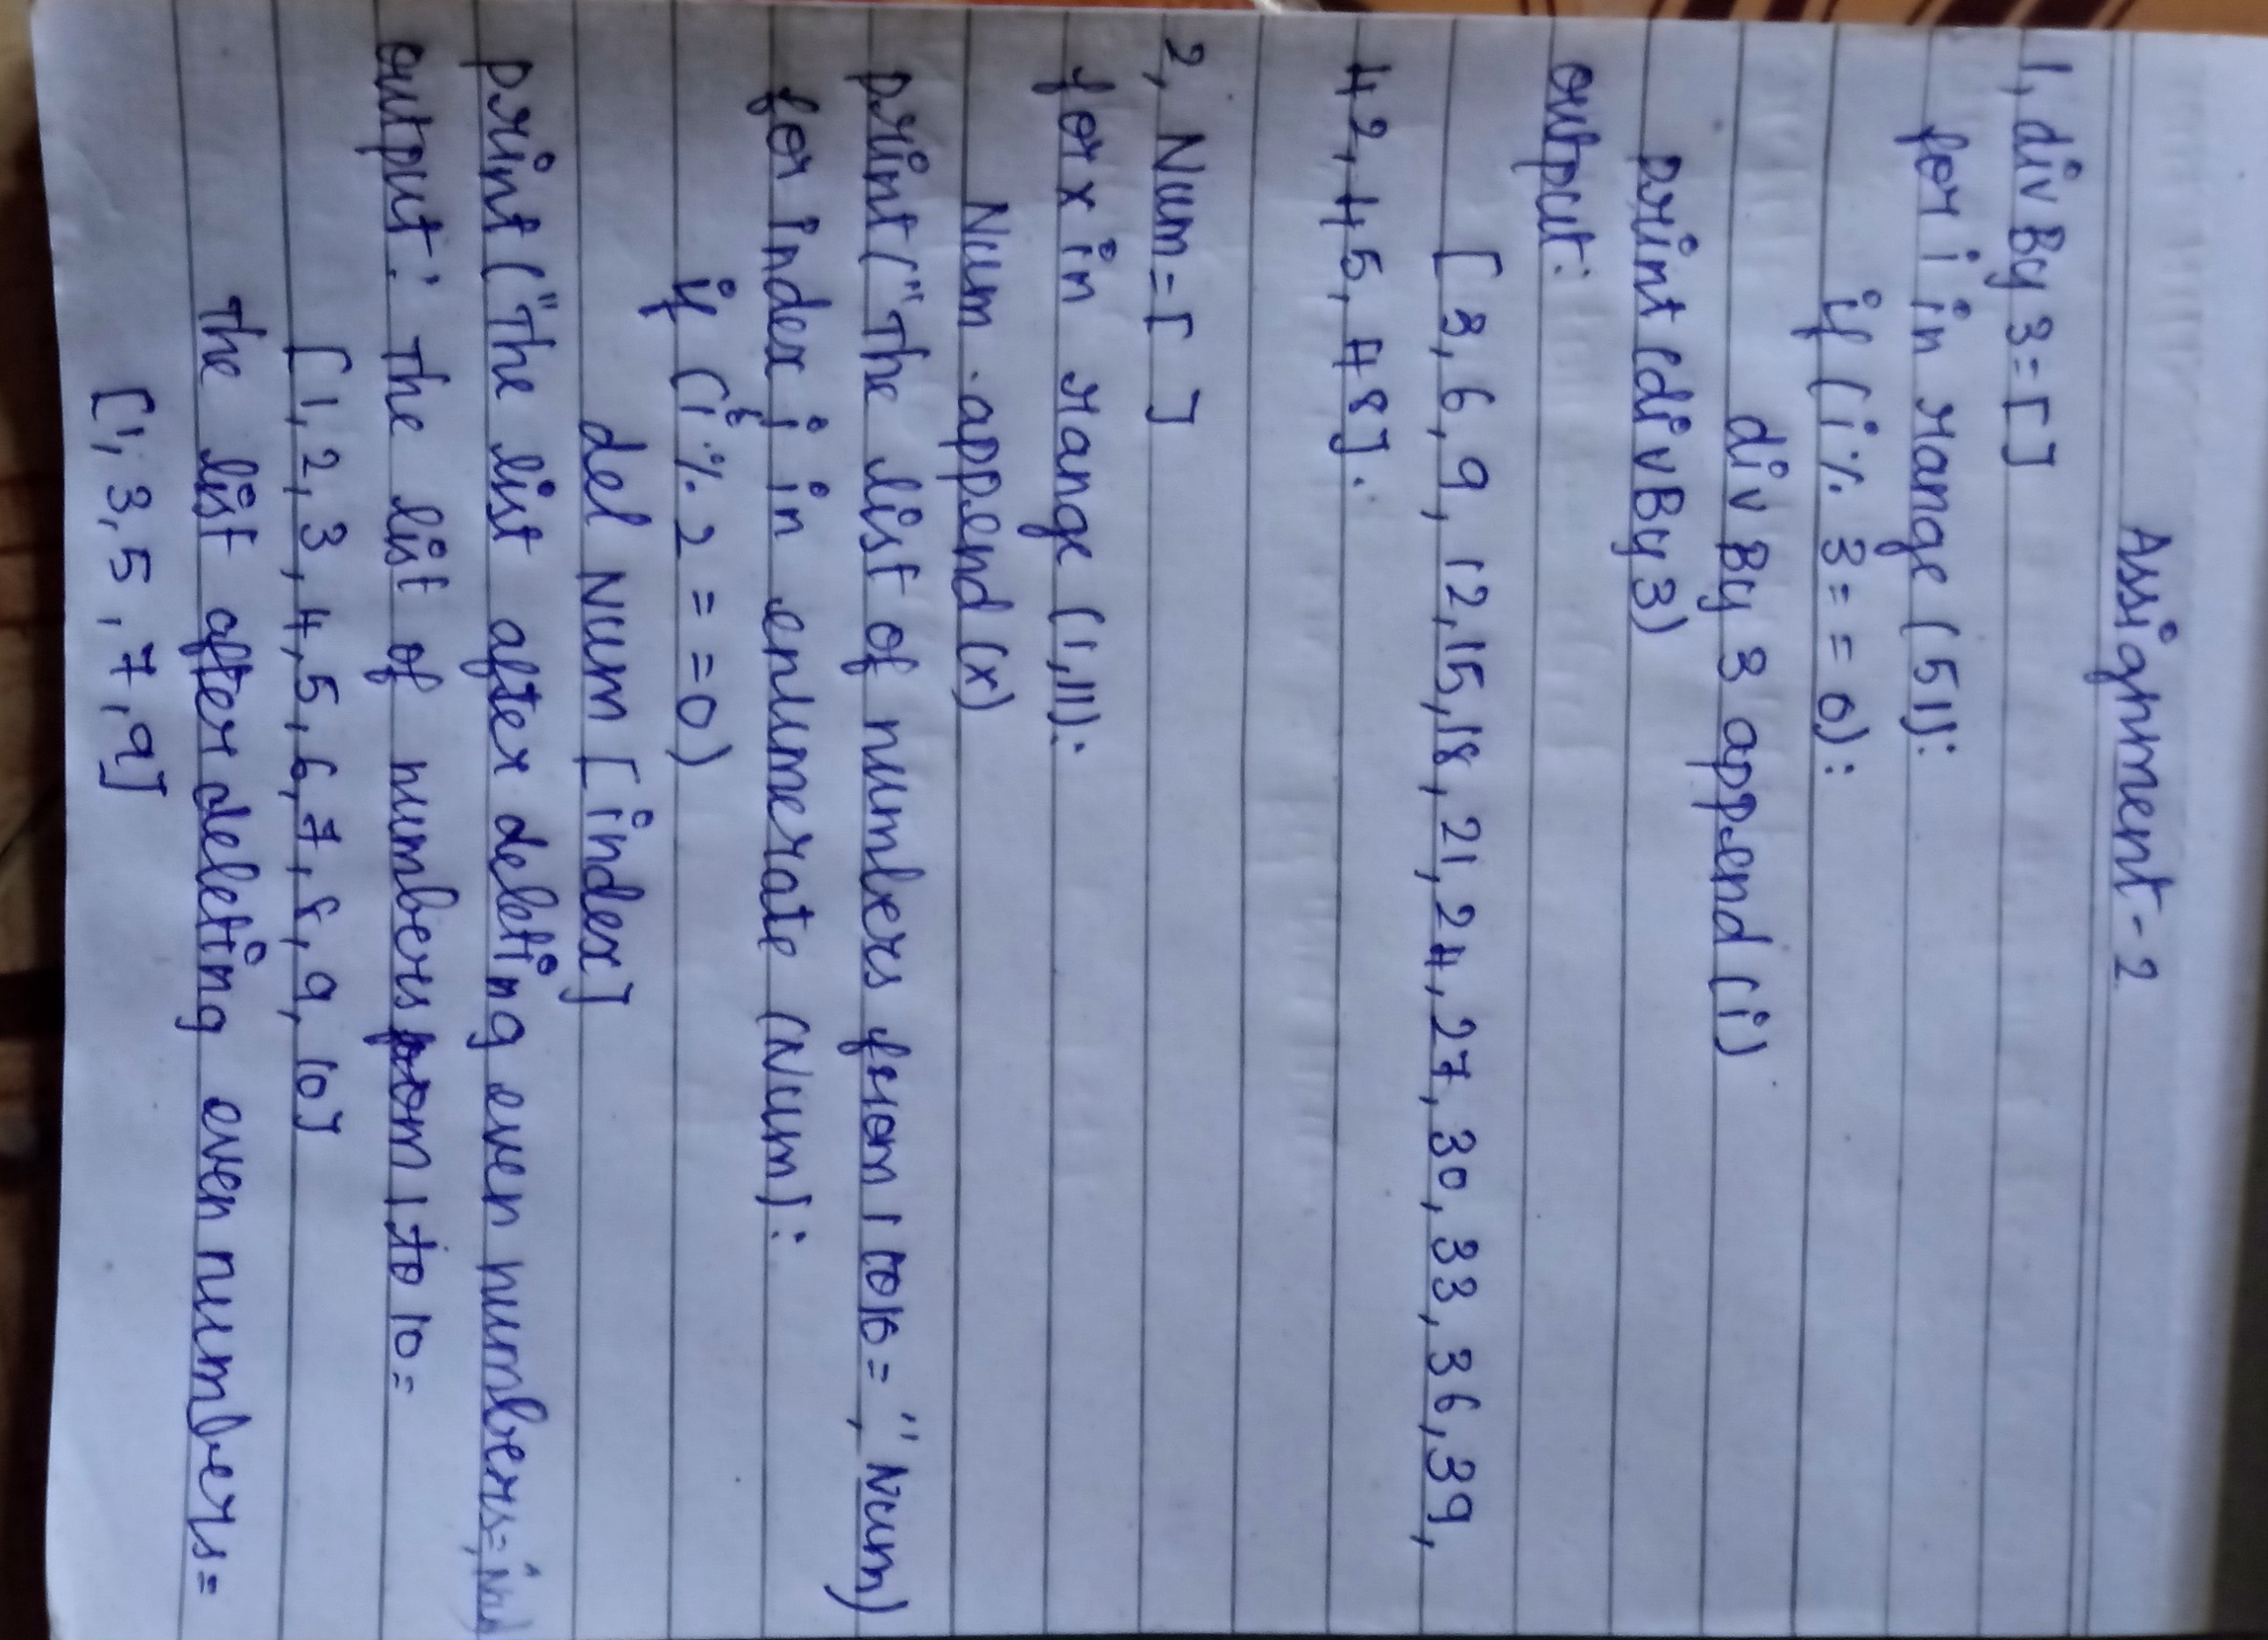 Assignment-2
1, div By 3=[]
for i in range (51):
if (i% 3= = 0):
div By 3 append (i)
print (divBy3)
output:
[ 3, 6, 9, 12,15,18, 21, 24, 27, 30, 33, 36, 39,
42, 45, 48].
2, Num=[ ]
for x in range (1,11):
Num .append (x)
print ("The list of numbers from 1 to10= ", Num)
for index i in enumerate (Num):
if (i % 2 = =0)
del Num [index]
print ("The list after deleting even numbers=,
output: The list of numbers from 1 to 10=
[1, 2, 3, 4, 5, 6, 7, 8, 9, 10]
The list after deleting even numbers=
[1, 3, 5, 7, 9]